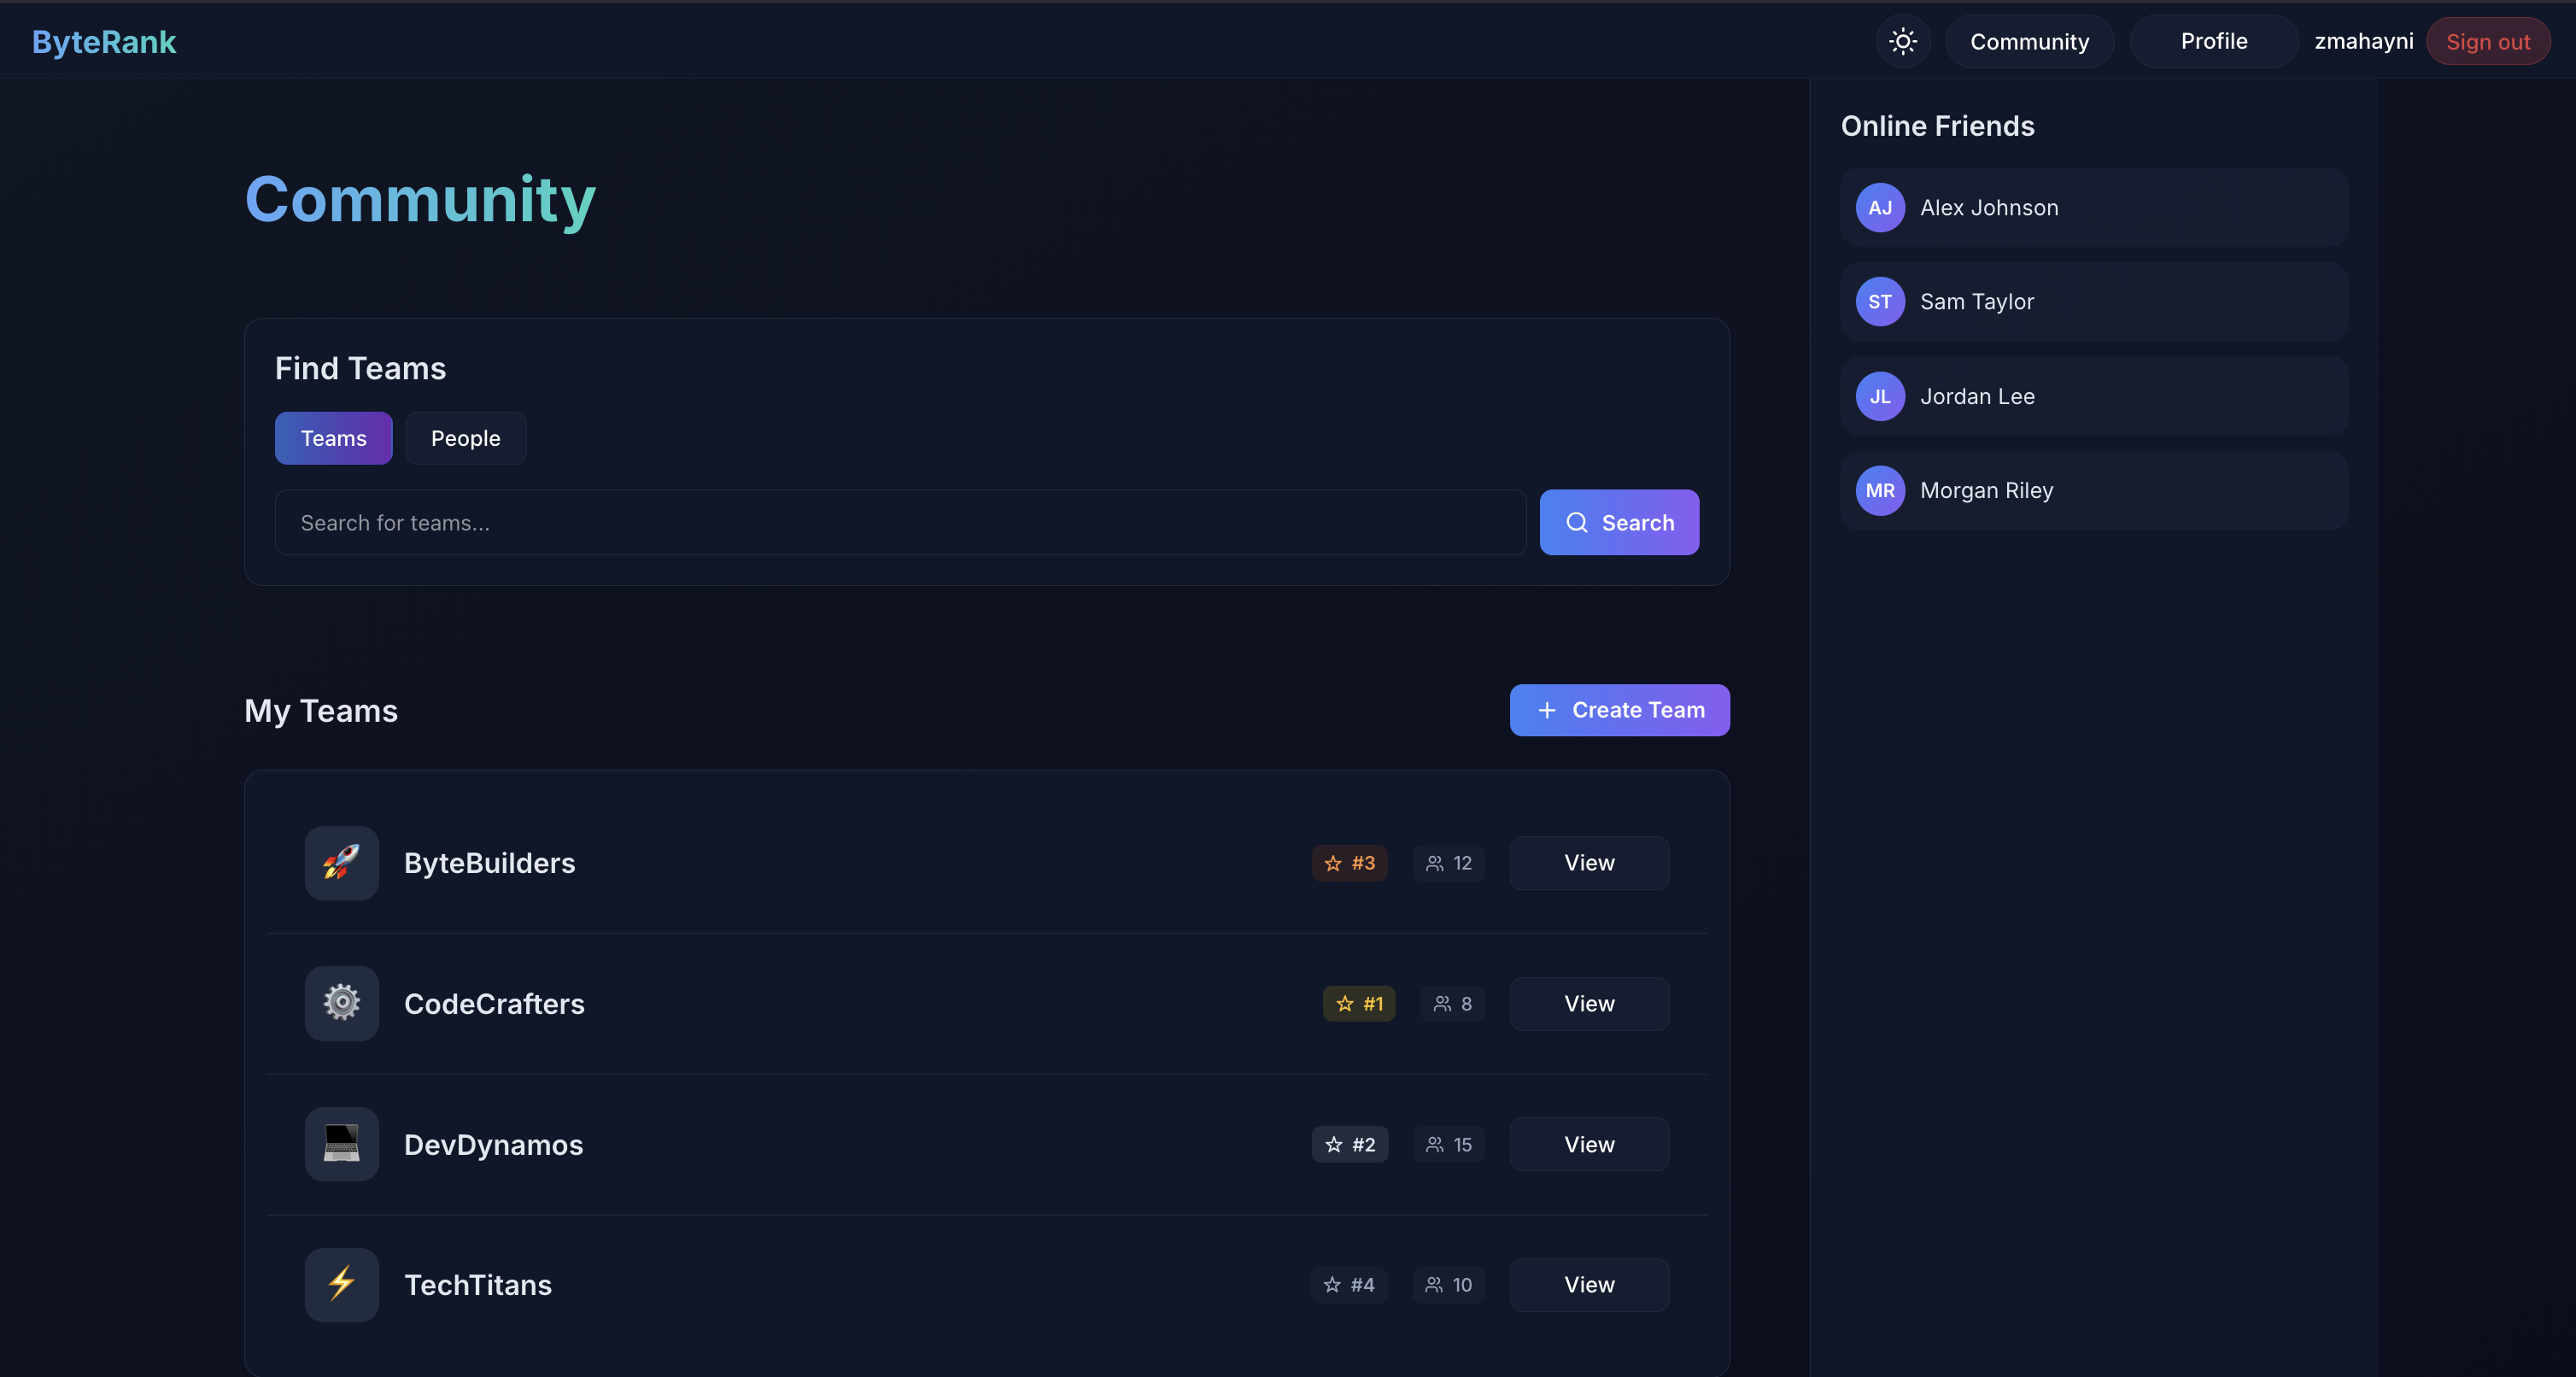 ByteRank
Community
Profile
zmahayni
Sign out
Community
Find Teams
Teams
People
Search for teams...
Search
My Teams
Create Team
ByteBuilders
#3
12
View
CodeCrafters
#1
8
View
DevDynamos
#2
15
View
TechTitans
#4
10
View
Online Friends
AJ Alex Johnson
ST Sam Taylor
JL Jordan Lee
MR Morgan Riley